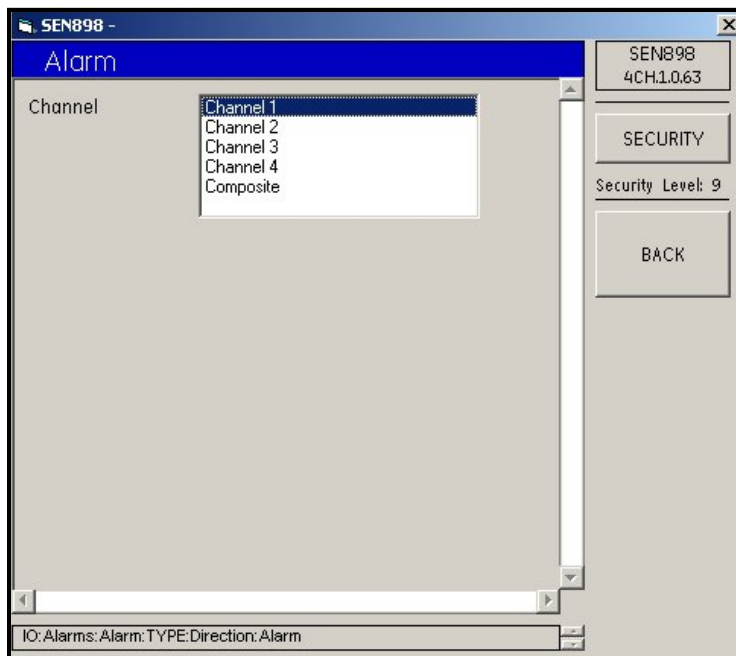 SEN898 -
Alarm
Channel
Channel 1
Channel 2
Channel 3
Channel 4
Composite
SEN898
4CH.1.0.63
SECURITY
Security Level: 9
BACK
IO:Alarms:Alarm:TYPE:Direction:Alarm